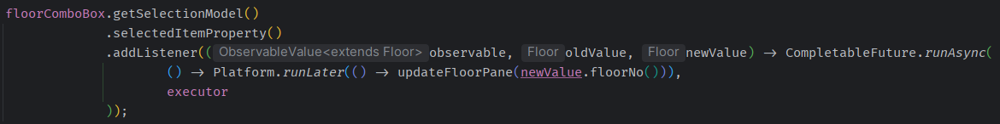 floorComboBox.getSelectionModel()
.selectedItemProperty()
.addListener(( ObservableValue<extends Floor> observable, Floor oldValue, Floor newValue) → CompletableFuture.runAsync(
() → Platform.runLater(() → updateFloorPane(newValue.floorNo())),
executor
));